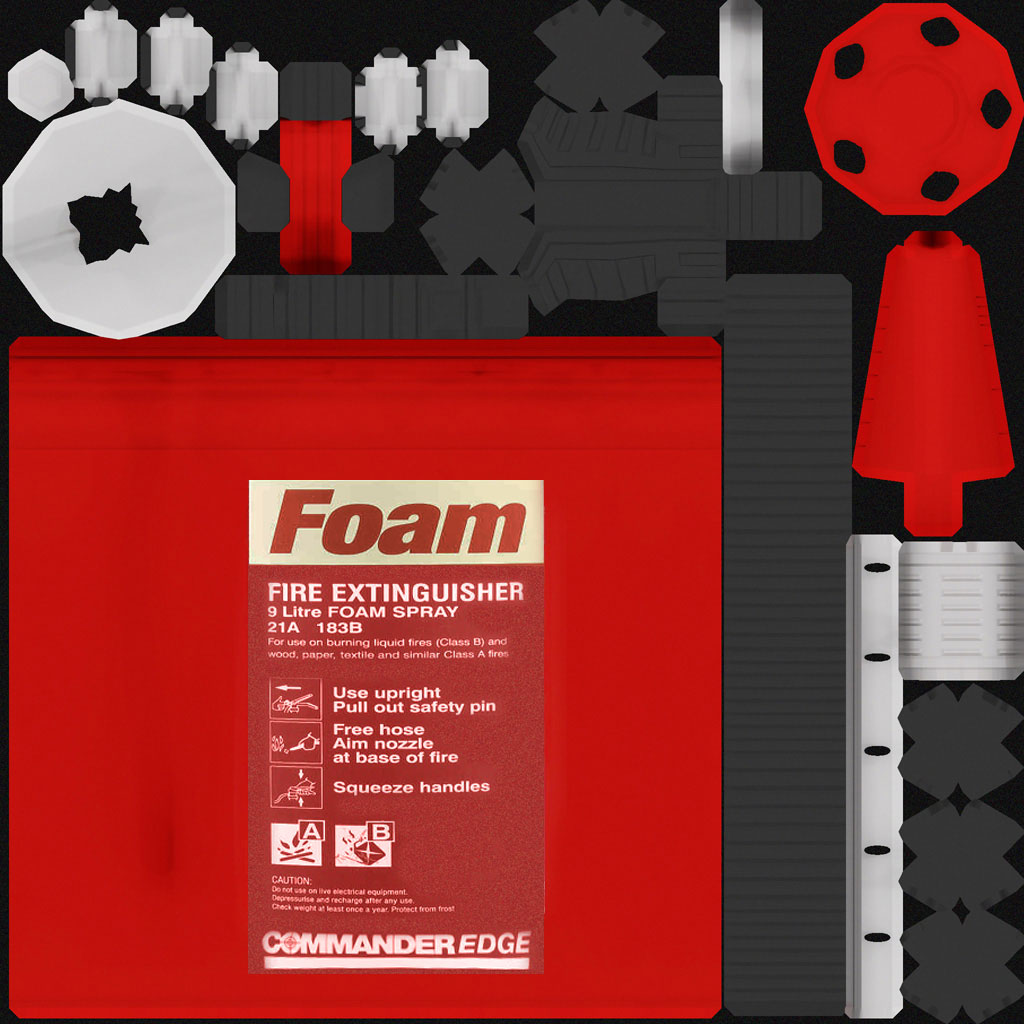 Foam
FIRE EXTINGUISHER
9 Litre FOAM SPRAY
21A 183B
For use on burning liquid fires (Class B) and
wood, paper, textile and similar Class A fires
Use upright
Pull out safety pin
Free hose
Aim nozzle
at base of fire
Squeeze handles
A B
CAUTION:
Do not use on live electrical equipment.
Depressurise and recharge after any use.
Check weight at least once a year. Protect from frost
COMMANDER EDGE